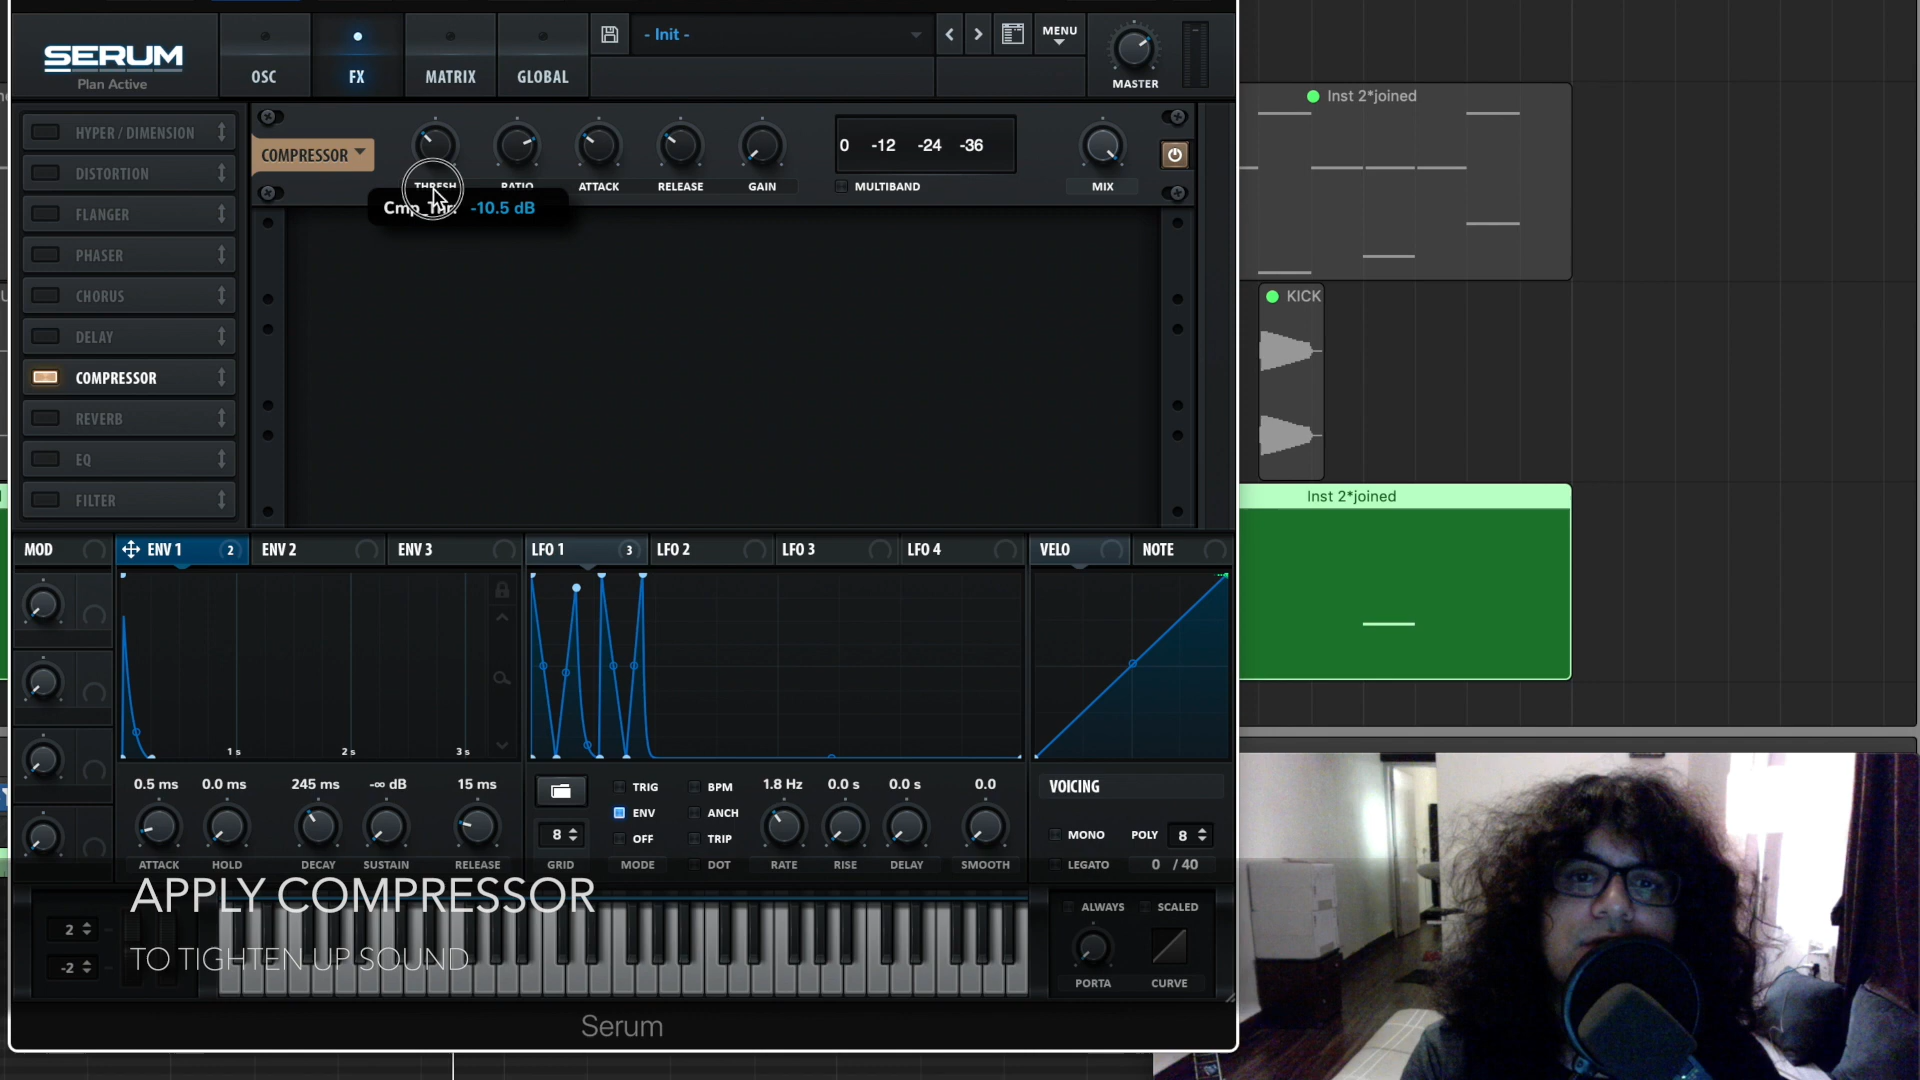 SERUM
Plan Active
OSC
FX
MATRIX
GLOBAL
- Init -
MENU
MASTER
HYPER / DIMENSION
DISTORTION
FLANGER
PHASER
CHORUS
DELAY
COMPRESSOR
REVERB
EQ
FILTER
COMPRESSOR
THRESH
RATIO
ATTACK
RELEASE
GAIN
0 -12 -24 -36
MULTIBAND
MIX
Cmp_Thr: -10.5 dB
Inst 2*joined
KICK
Inst 2*joined
MOD
ENV 1 2
ENV 2
ENV 3
LFO 1 3
LFO 2
LFO 3
LFO 4
VELO
NOTE
1 s
2 s
3 s
0.5 ms
0.0 ms
245 ms
-∞ dB
15 ms
ATTACK
HOLD
DECAY
SUSTAIN
RELEASE
8
GRID
TRIG
ENV
OFF
MODE
BPM
ANCH
TRIP
DOT
1.8 Hz
0.0 s
0.0 s
0.0
RATE
RISE
DELAY
SMOOTH
VOICING
MONO
POLY 8
LEGATO
0 / 40
ALWAYS
SCALED
PORTA
CURVE
2
-2
APPLY COMPRESSOR
TO TIGHTEN UP SOUND
Serum